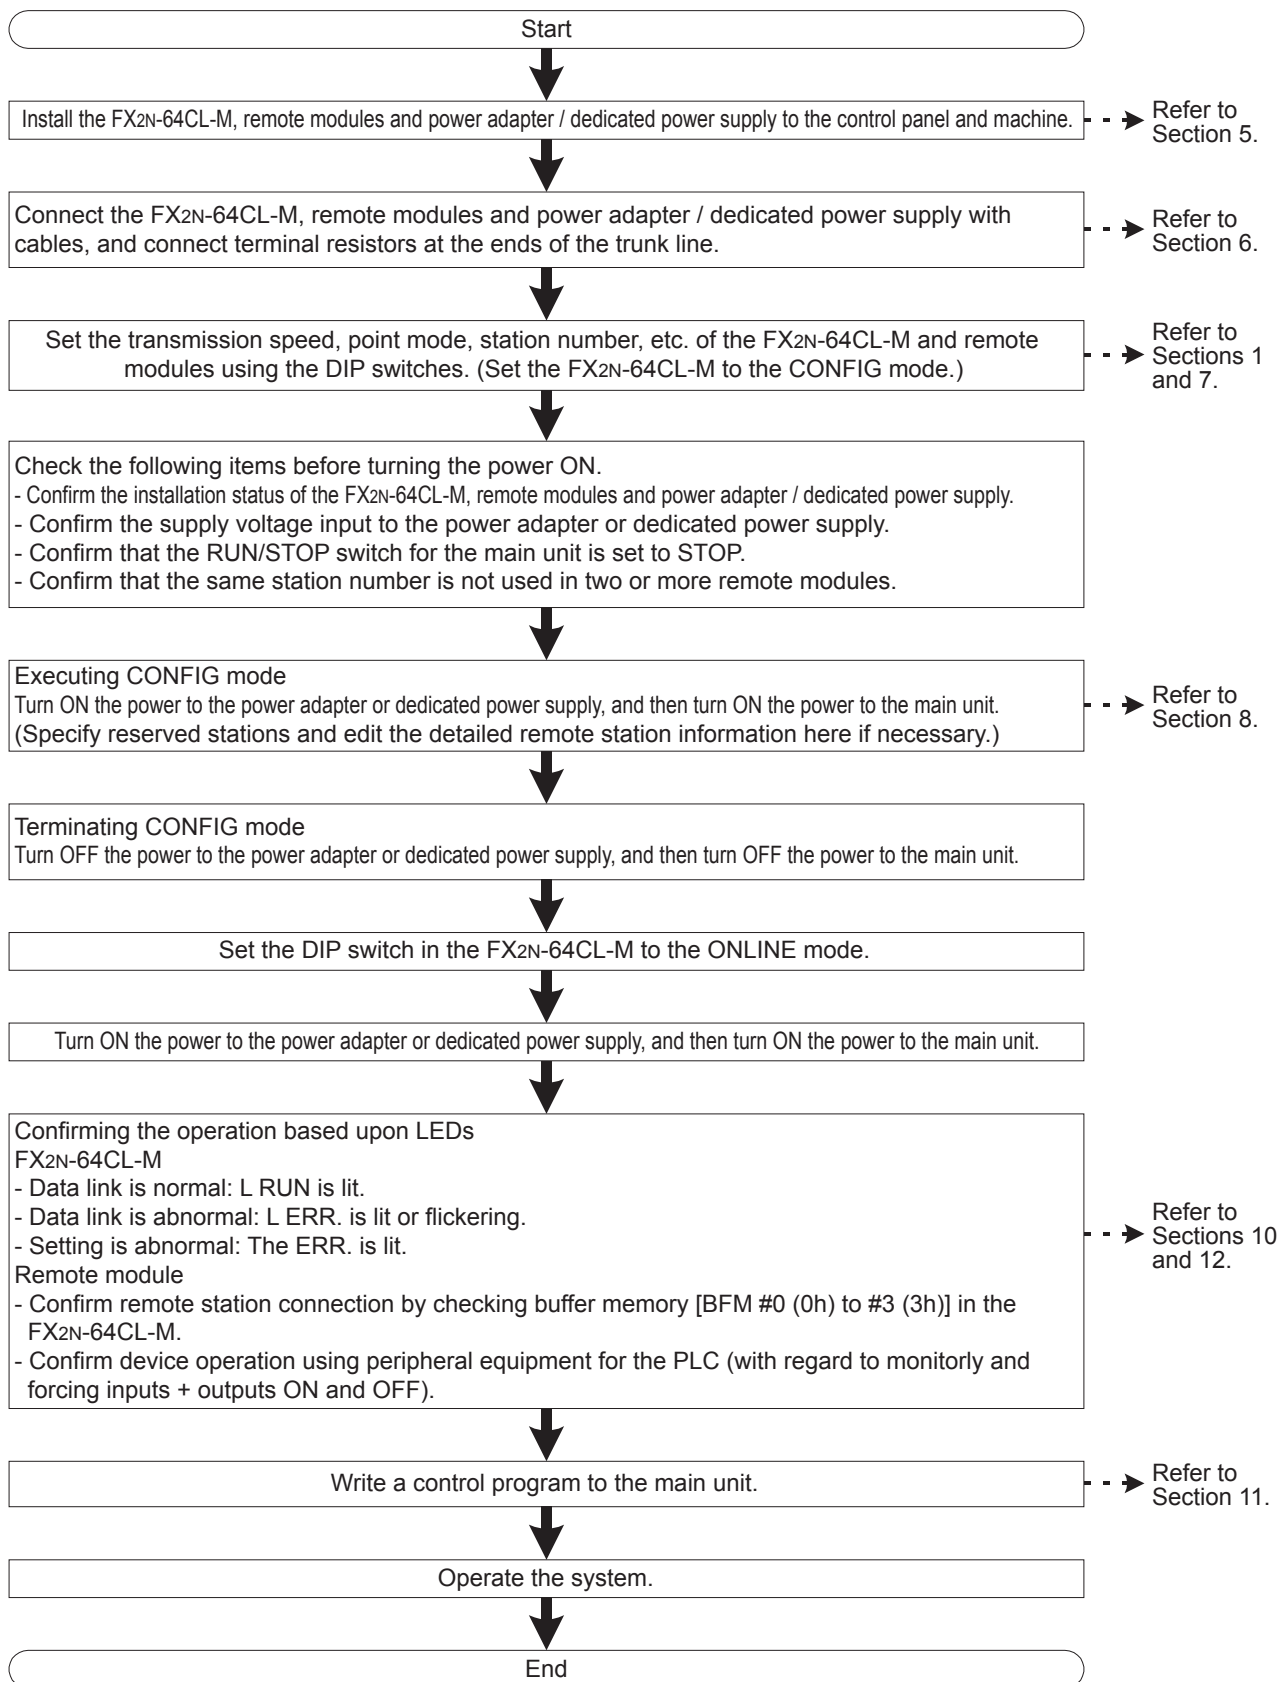 Start
Install the FX2N-64CL-M, remote modules and power adapter / dedicated power supply to the control panel and machine.
Refer to
Section 5.
Connect the FX2N-64CL-M, remote modules and power adapter / dedicated power supply with
cables, and connect terminal resistors at the ends of the trunk line.
Refer to
Section 6.
Set the transmission speed, point mode, station number, etc. of the FX2N-64CL-M and remote
modules using the DIP switches. (Set the FX2N-64CL-M to the CONFIG mode.)
Refer to
Sections 1
and 7.
Check the following items before turning the power ON.
- Confirm the installation status of the FX2N-64CL-M, remote modules and power adapter / dedicated power supply.
- Confirm the supply voltage input to the power adapter or dedicated power supply.
- Confirm that the RUN/STOP switch for the main unit is set to STOP.
- Confirm that the same station number is not used in two or more remote modules.
Executing CONFIG mode
Turn ON the power to the power adapter or dedicated power supply, and then turn ON the power to the main unit.
(Specify reserved stations and edit the detailed remote station information here if necessary.)
Refer to
Section 8.
Terminating CONFIG mode
Turn OFF the power to the power adapter or dedicated power supply, and then turn OFF the power to the main unit.
Set the DIP switch in the FX2N-64CL-M to the ONLINE mode.
Turn ON the power to the power adapter or dedicated power supply, and then turn ON the power to the main unit.
Confirming the operation based upon LEDs
FX2N-64CL-M
- Data link is normal: L RUN is lit.
- Data link is abnormal: L ERR. is lit or flickering.
- Setting is abnormal: The ERR. is lit.
Remote module
- Confirm remote station connection by checking buffer memory [BFM #0 (0h) to #3 (3h)] in the
FX2N-64CL-M.
- Confirm device operation using peripheral equipment for the PLC (with regard to monitorly and
forcing inputs + outputs ON and OFF).
Refer to
Sections 10
and 12.
Write a control program to the main unit.
Refer to
Section 11.
Operate the system.
End